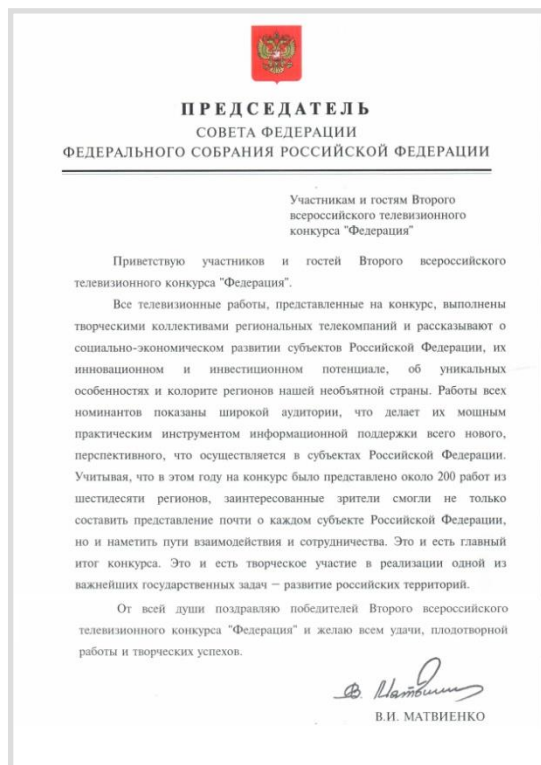 ПРЕДСЕДАТЕЛЬ
СОВЕТА ФЕДЕРАЦИИ
ФЕДЕРАЛЬНОГО СОБРАНИЯ РОССИЙСКОЙ ФЕДЕРАЦИИ
Участникам и гостям Второго
всероссийского телевизионного
конкурса "Федерация"
Приветствую участников и гостей Второго всероссийского
телевизионного конкурса "Федерация".
Все телевизионные работы, представленные на конкурс, выполнены
творческими коллективами региональных телекомпаний и рассказывают о
социально-экономическом развитии субъектов Российской Федерации, их
инновационном и инвестиционном потенциале, об уникальных
особенностях и колорите регионов нашей необъятной страны. Работы всех
номинантов показаны широкой аудитории, что делает их мощным
практическим инструментом информационной поддержки всего нового,
перспективного, что осуществляется в субъектах Российской Федерации.
Учитывая, что в этом году на конкурс было представлено около 200 работ из
шестидесяти регионов, заинтересованные зрители смогли не только
составить представление почти о каждом субъекте Российской Федерации,
но и наметить пути взаимодействия и сотрудничества. Это и есть главный
итог конкурса. Это и есть творческое участие в реализации одной из
важнейших государственных задач – развитие российских территорий.
От всей души поздравляю победителей Второго всероссийского
телевизионного конкурса "Федерация" и желаю всем удачи, плодотворной
работы и творческих успехов.
В. Матвиенко
В.И. МАТВИЕНКО